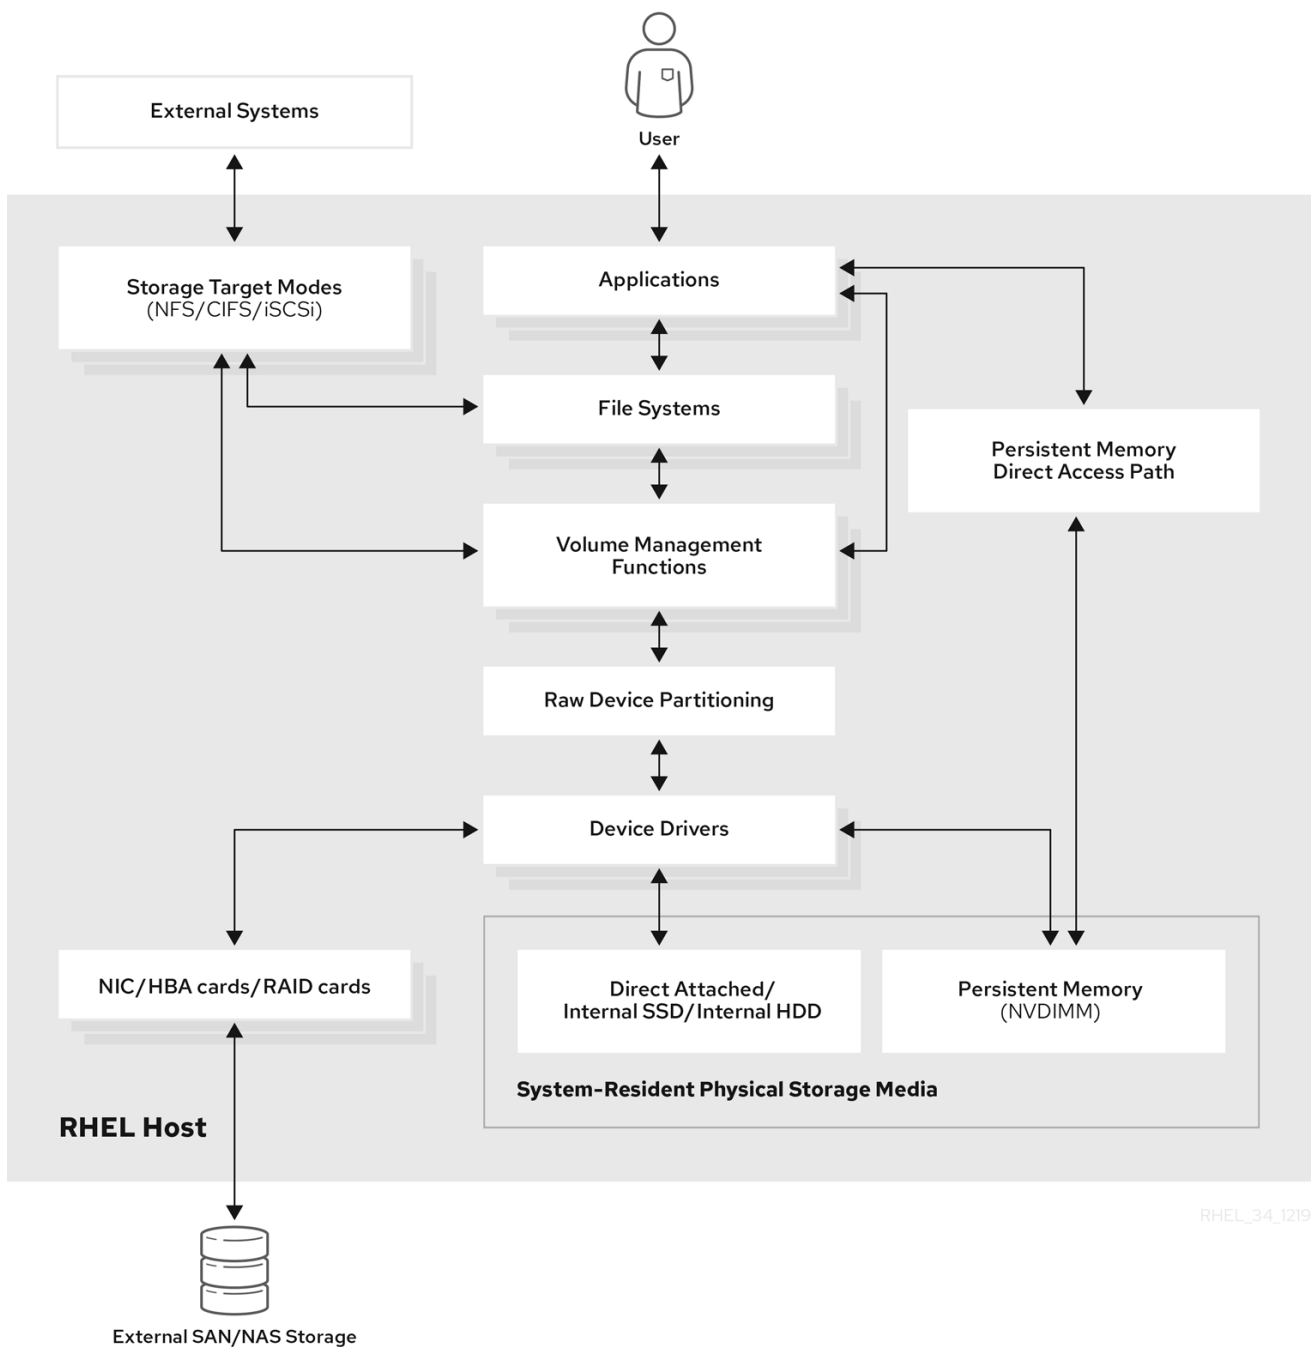 User
External Systems
Storage Target Modes
(NFS/CIFS/iSCSi)
Applications
File Systems
Persistent Memory
Direct Access Path
Volume Management
Functions
Raw Device Partitioning
Device Drivers
NIC/HBA cards/RAID cards
Direct Attached/
Internal SSD/Internal HDD
Persistent Memory
(NVDIMM)
System-Resident Physical Storage Media
RHEL Host
RHEL_34_1219
External SAN/NAS Storage